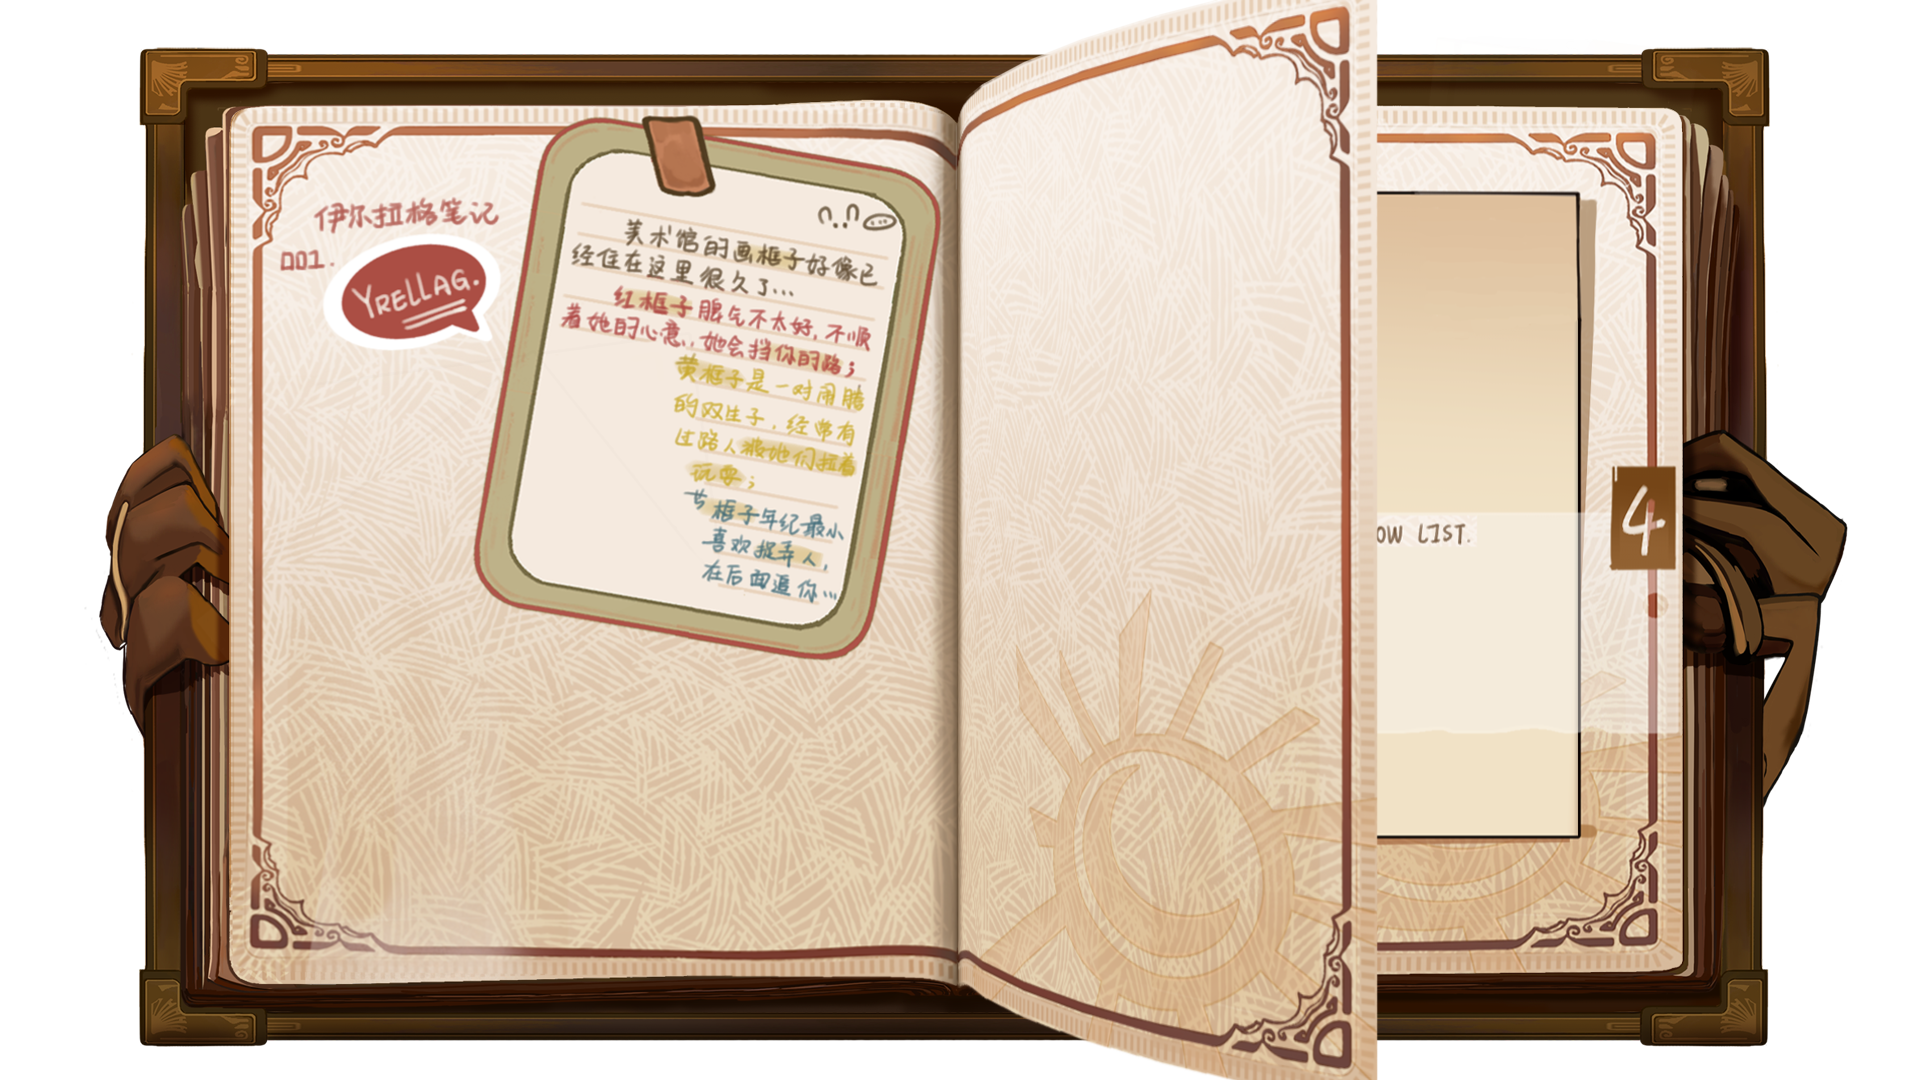 伊尔拉格笔记
001.
YRELLAG.
美术馆的画框子好像已
经住在这里很久了...
红框子脾气不太好,不顺
着她的心意,她会挡你的路;
黄框子是一对闹腾
的双生子,经常有
过路人被她们拉着
玩耍;
框子年纪最小
喜欢捉弄人,
在后面追你...
OW LIST.
4